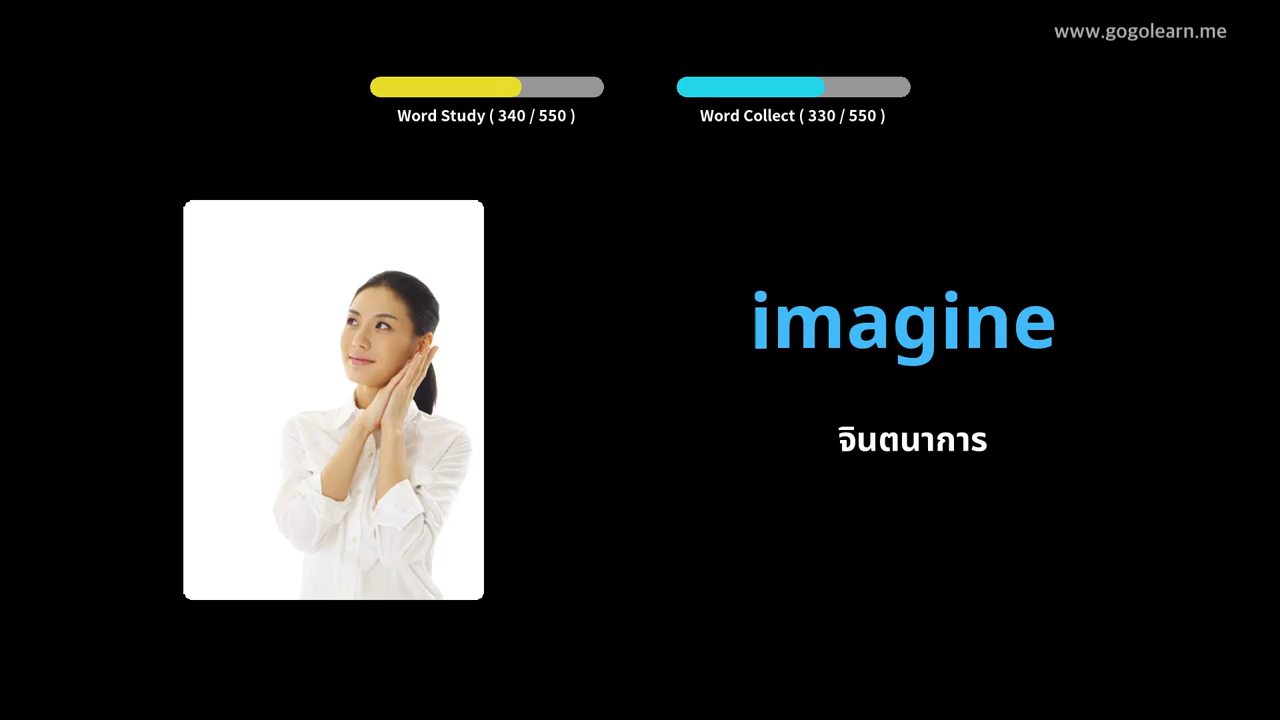 www.gogolearn.me
Word Study ( 340 / 550 )
Word Collect ( 330 / 550 )
imagine
จินตนาการ